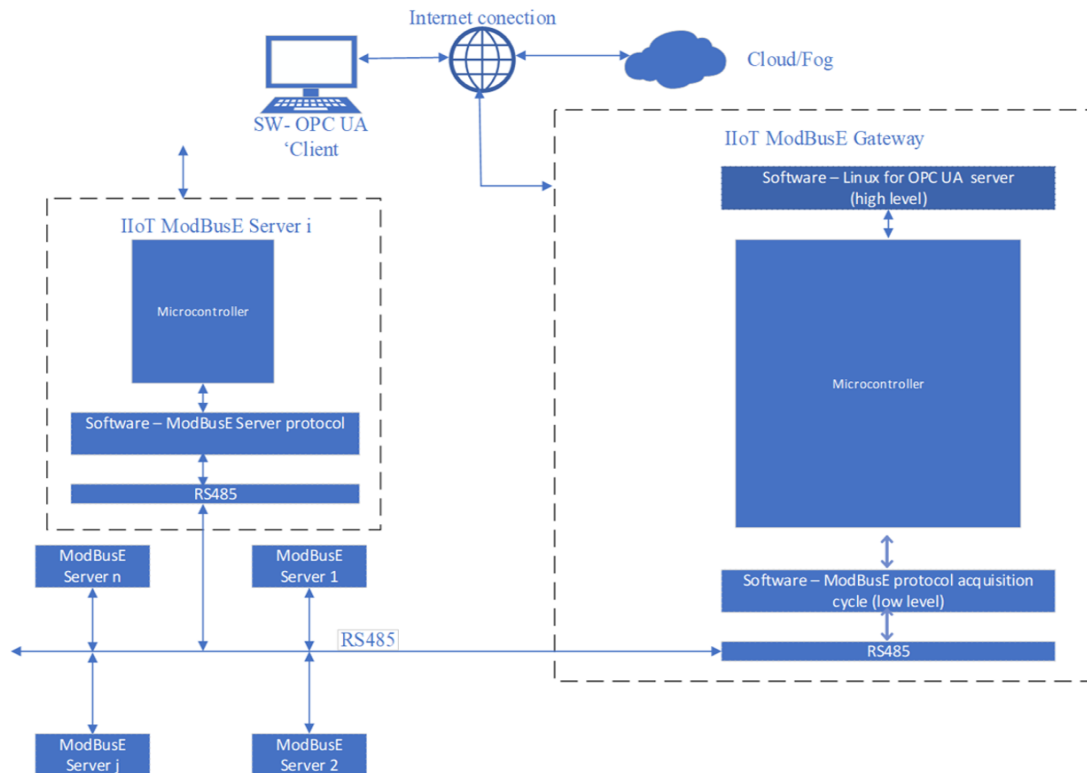 Internet conection
Cloud/Fog
SW- OPC UA
‘Client
IIoT ModBusE Gateway
Software – Linux for OPC UA server
(high level)
IIoT ModBusE Server i
Microcontroller
Microcontroller
Software – ModBusE Server protocol
RS485
ModBusE
Server n
ModBusE
Server 1
Software – ModBusE protocol acquisition
cycle (low level)
RS485
RS485
ModBusE
Server j
ModBusE
Server 2